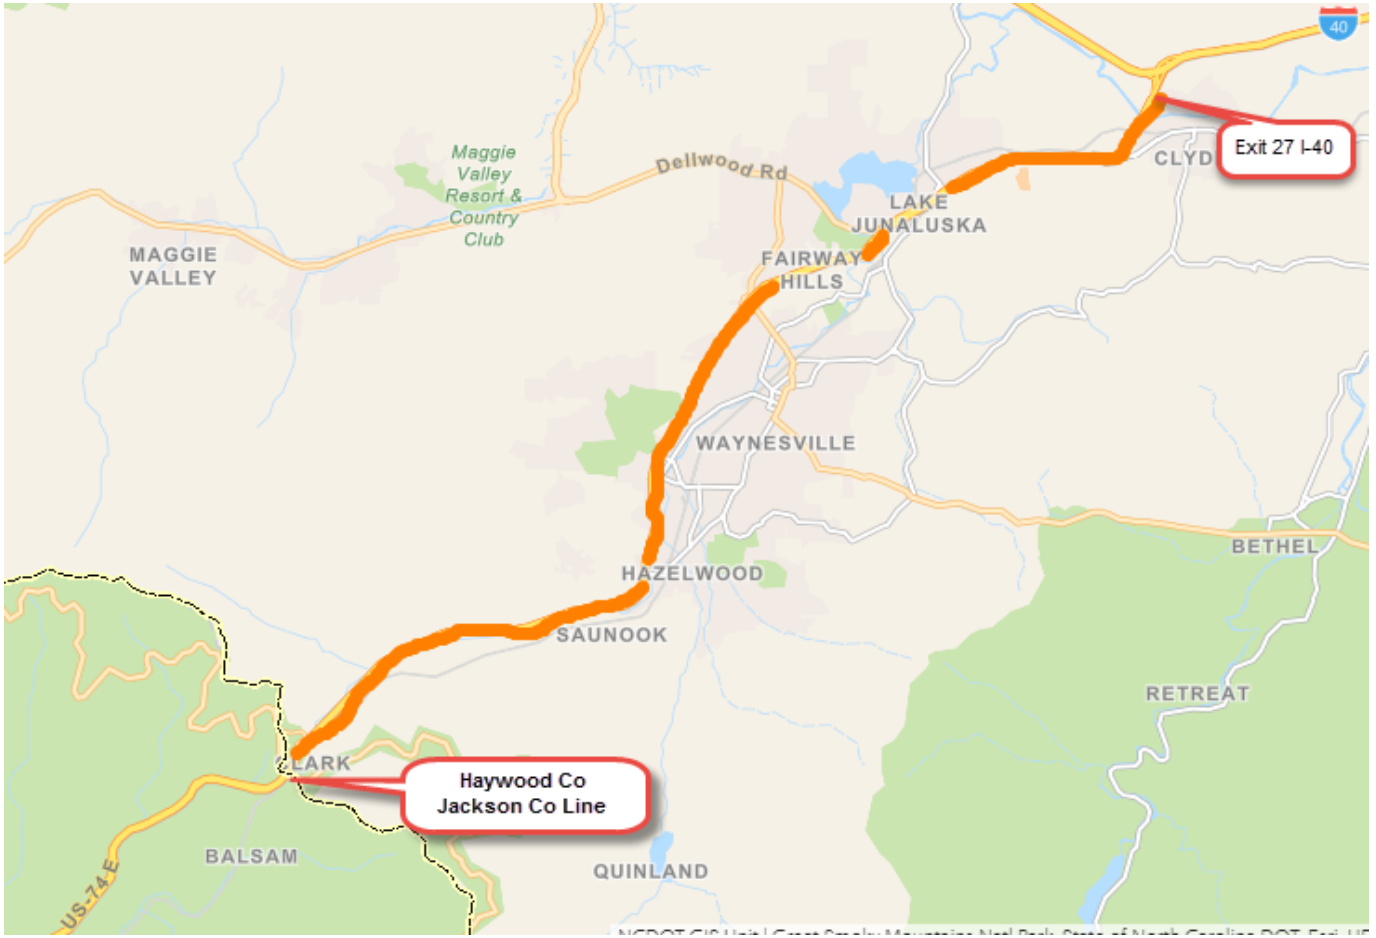 40
Exit 27 I-40
CLYD
Maggie
Valley
Resort &
Country
Club
Dellwood Rd
LAKE
JUNALUSKA
MAGGIE
VALLEY
FAIRWAY
HILLS
WAYNESVILLE
BETHEL
HAZELWOOD
SAUNOOK
RETREAT
CLARK
Haywood Co
Jackson Co Line
BALSAM
QUINLAND
US-74 E